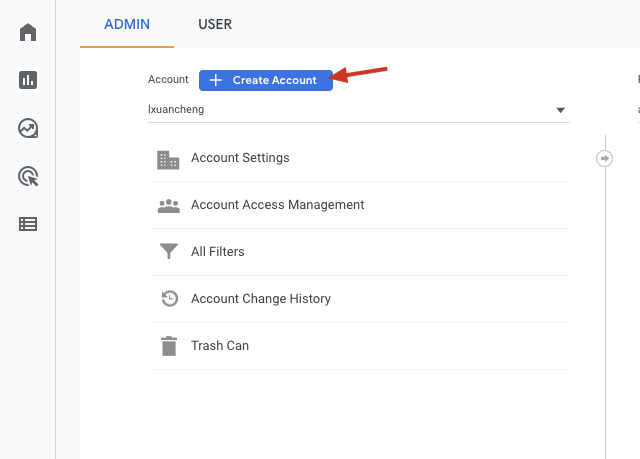 ADMIN USER
Account + Create Account
lxuancheng
Account Settings
Account Access Management
All Filters
Account Change History
Trash Can